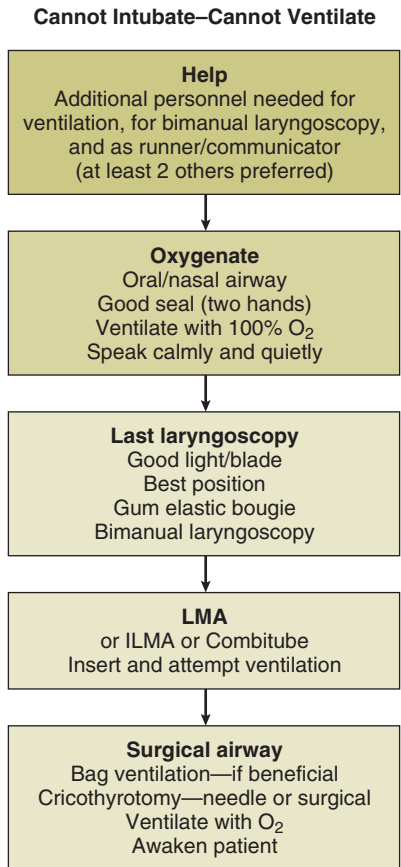 Cannot Intubate–Cannot Ventilate
Help
Additional personnel needed for
ventilation, for bimanual laryngoscopy,
and as runner/communicator
(at least 2 others preferred)
Oxygenate
Oral/nasal airway
Good seal (two hands)
Ventilate with 100% O₂
Speak calmly and quietly
Last laryngoscopy
Good light/blade
Best position
Gum elastic bougie
Bimanual laryngoscopy
LMA
or ILMA or Combitube
Insert and attempt ventilation
Surgical airway
Bag ventilation—if beneficial
Cricothyrotomy—needle or surgical
Ventilate with O₂
Awaken patient